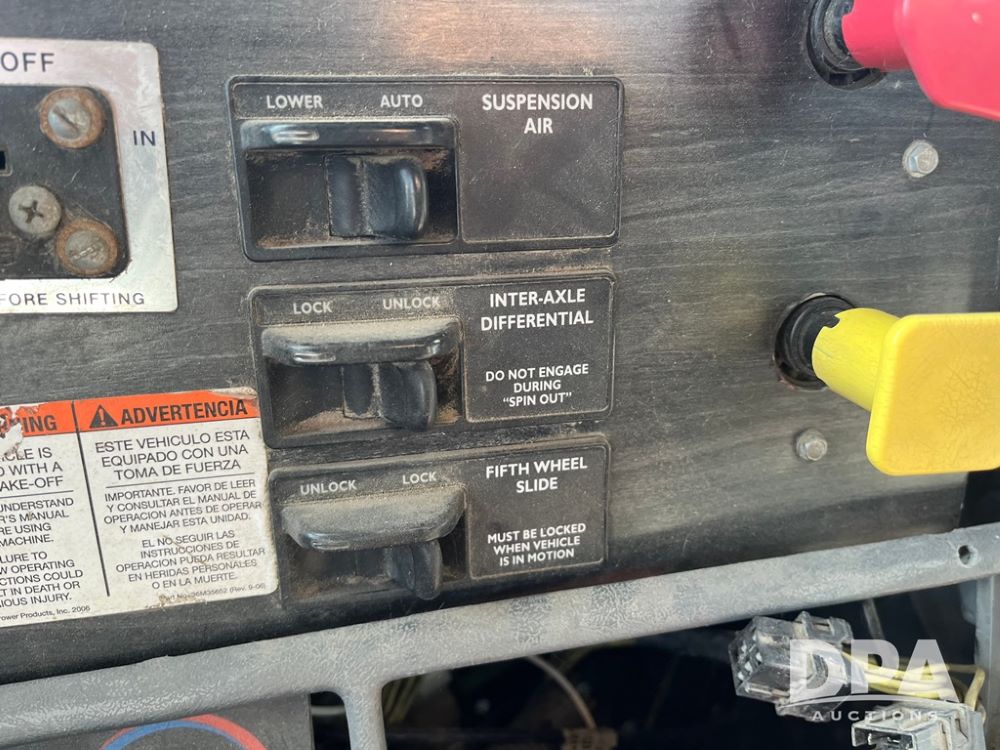 OFF
IN
FORE SHIFTING
LOWER AUTO
SUSPENSION
AIR
LOCK UNLOCK
INTER-AXLE
DIFFERENTIAL
DO NOT ENGAGE
DURING
"SPIN OUT"
UNLOCK LOCK
FIFTH WHEEL
SLIDE
MUST BE LOCKED
WHEN VEHICLE
IS IN MOTION
ING
CLE IS
D WITH A
AKE-OFF
UNDERSTAND
R'S MANUAL
RE USING
MACHINE.
LURE TO
W OPERATING
CTIONS COULD
LT IN DEATH OR
IOUS INJURY.
ower Products, Inc. 2006
ADVERTENCIA
ESTE VEHICULO ESTA
EQUIPADO CON UNA
TOMA DE FUERZA
IMPORTANTE. FAVOR DE LEER
Y CONSULTAR EL MANUAL DE
OPERACION ANTES DE OPERAR
Y MANEJAR ESTA UNIDAD.
EL NO SEGUIR LAS
INSTRUCCIONES DE
OPERACION PUEDA RESULTAR
EN HERIDAS PERSONALES
O EN LA MUERTE.
(Rev. 9-06)
DPA
AUCTIONS